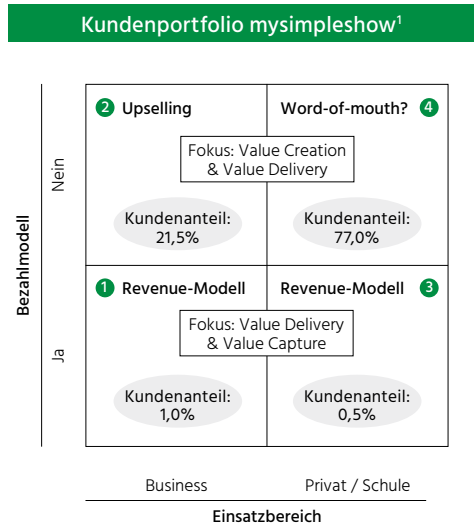 Kundenportfolio mysimpleshow¹
Bezahlmodell
Nein
Ja
2 Upselling
Word-of-mouth? 4
Fokus: Value Creation
& Value Delivery
Kundenanteil:
21,5%
Kundenanteil:
77,0%
1 Revenue-Modell
Revenue-Modell 3
Fokus: Value Delivery
& Value Capture
Kundenanteil:
1,0%
Kundenanteil:
0,5%
Business
Privat / Schule
Einsatzbereich